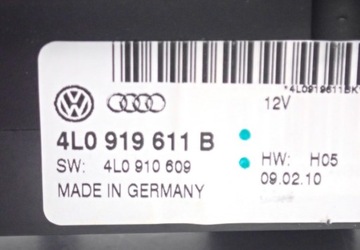 *4L0919611BK
12V
4L0 919 611 B
SW: 4L0 910 609
HW: H05
MADE IN GERMANY
09.02.10